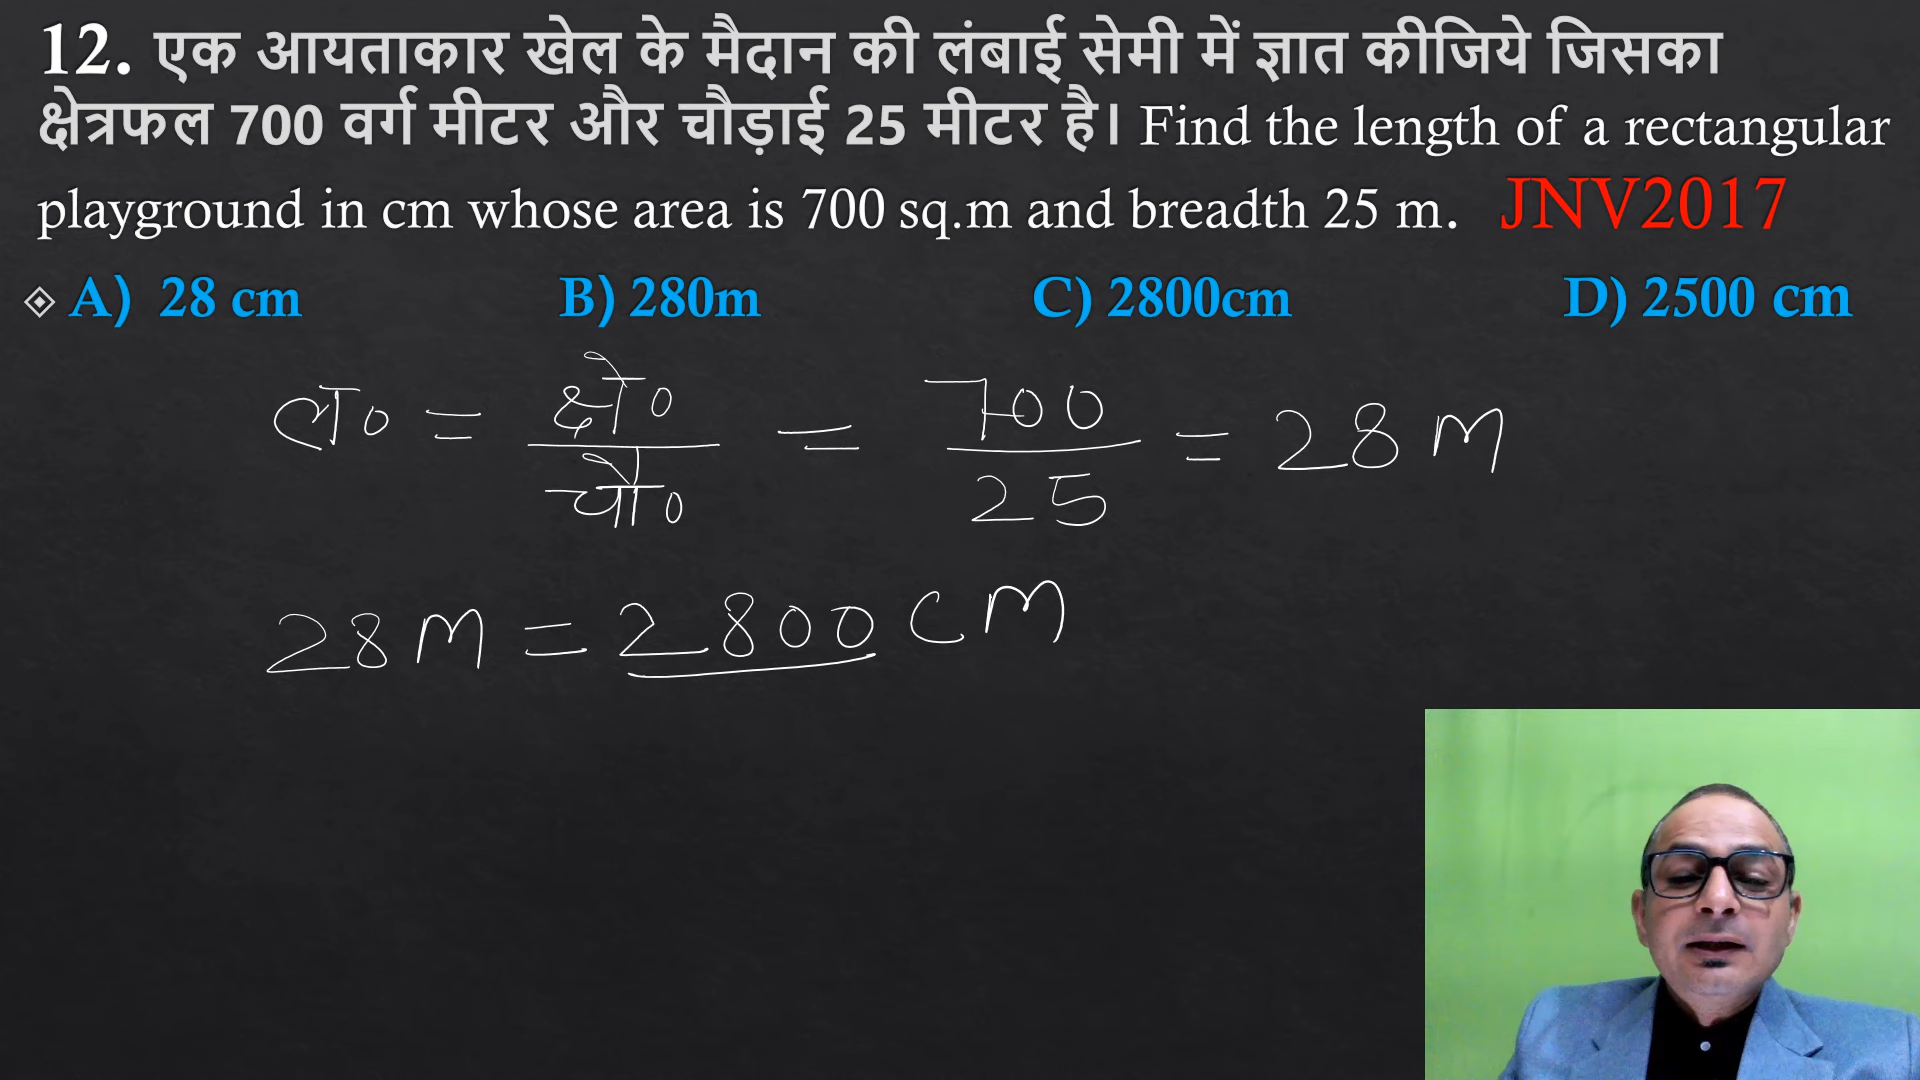 12. एक आयताकार खेल के मैदान की लंबाई सेमी में ज्ञात कीजिये जिसका
क्षेत्रफल 700 वर्ग मीटर और चौड़ाई 25 मीटर है। Find the length of a rectangular
playground in cm whose area is 700 sq.m and breadth 25 m. JNV2017
A) 28 cm B) 280m C) 2800cm D) 2500 cm
ल० = क्षे०/चौ० = 700/25 = 28 M
28 M = 2800 CM